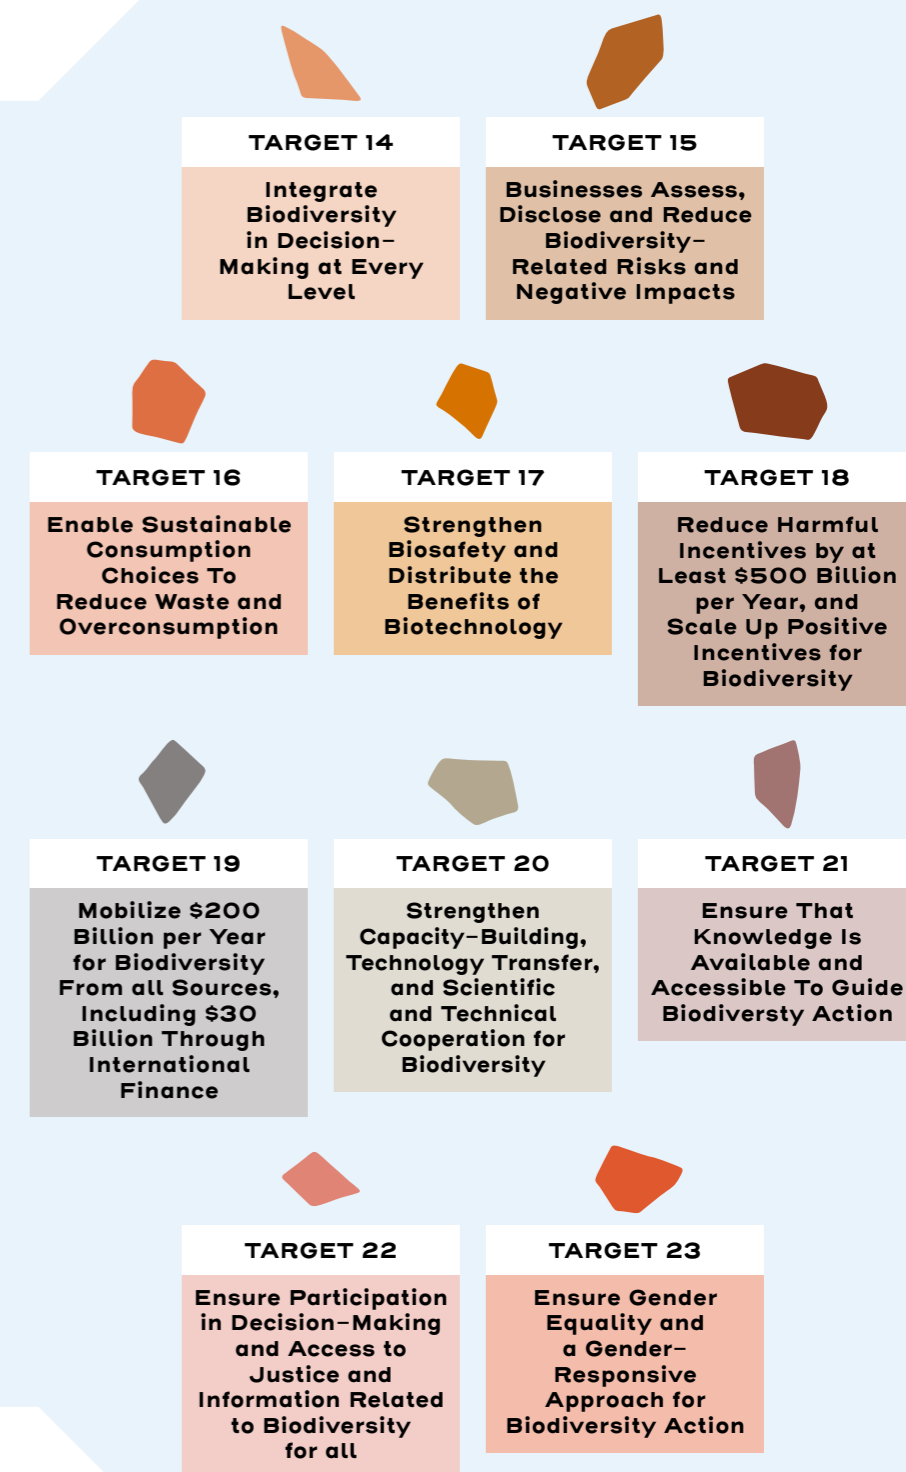 TARGET 14
Integrate
Biodiversity
in Decision-
Making at Every
Level
TARGET 15
Businesses Assess,
Disclose and Reduce
Biodiversity-
Related Risks and
Negative Impacts
TARGET 16
Enable Sustainable
Consumption
Choices To
Reduce Waste and
Overconsumption
TARGET 17
Strengthen
Biosafety and
Distribute the
Benefits of
Biotechnology
TARGET 18
Reduce Harmful
Incentives by at
Least $500 Billion
per Year, and
Scale Up Positive
Incentives for
Biodiversity
TARGET 19
Mobilize $200
Billion per Year
for Biodiversity
From all Sources,
Including $30
Billion Through
International
Finance
TARGET 20
Strengthen
Capacity-Building,
Technology Transfer,
and Scientific
and Technical
Cooperation for
Biodiversity
TARGET 21
Ensure That
Knowledge Is
Available and
Accessible To Guide
Biodiversty Action
TARGET 22
Ensure Participation
in Decision-Making
and Access to
Justice and
Information Related
to Biodiversity
for all
TARGET 23
Ensure Gender
Equality and
a Gender-
Responsive
Approach for
Biodiversity Action